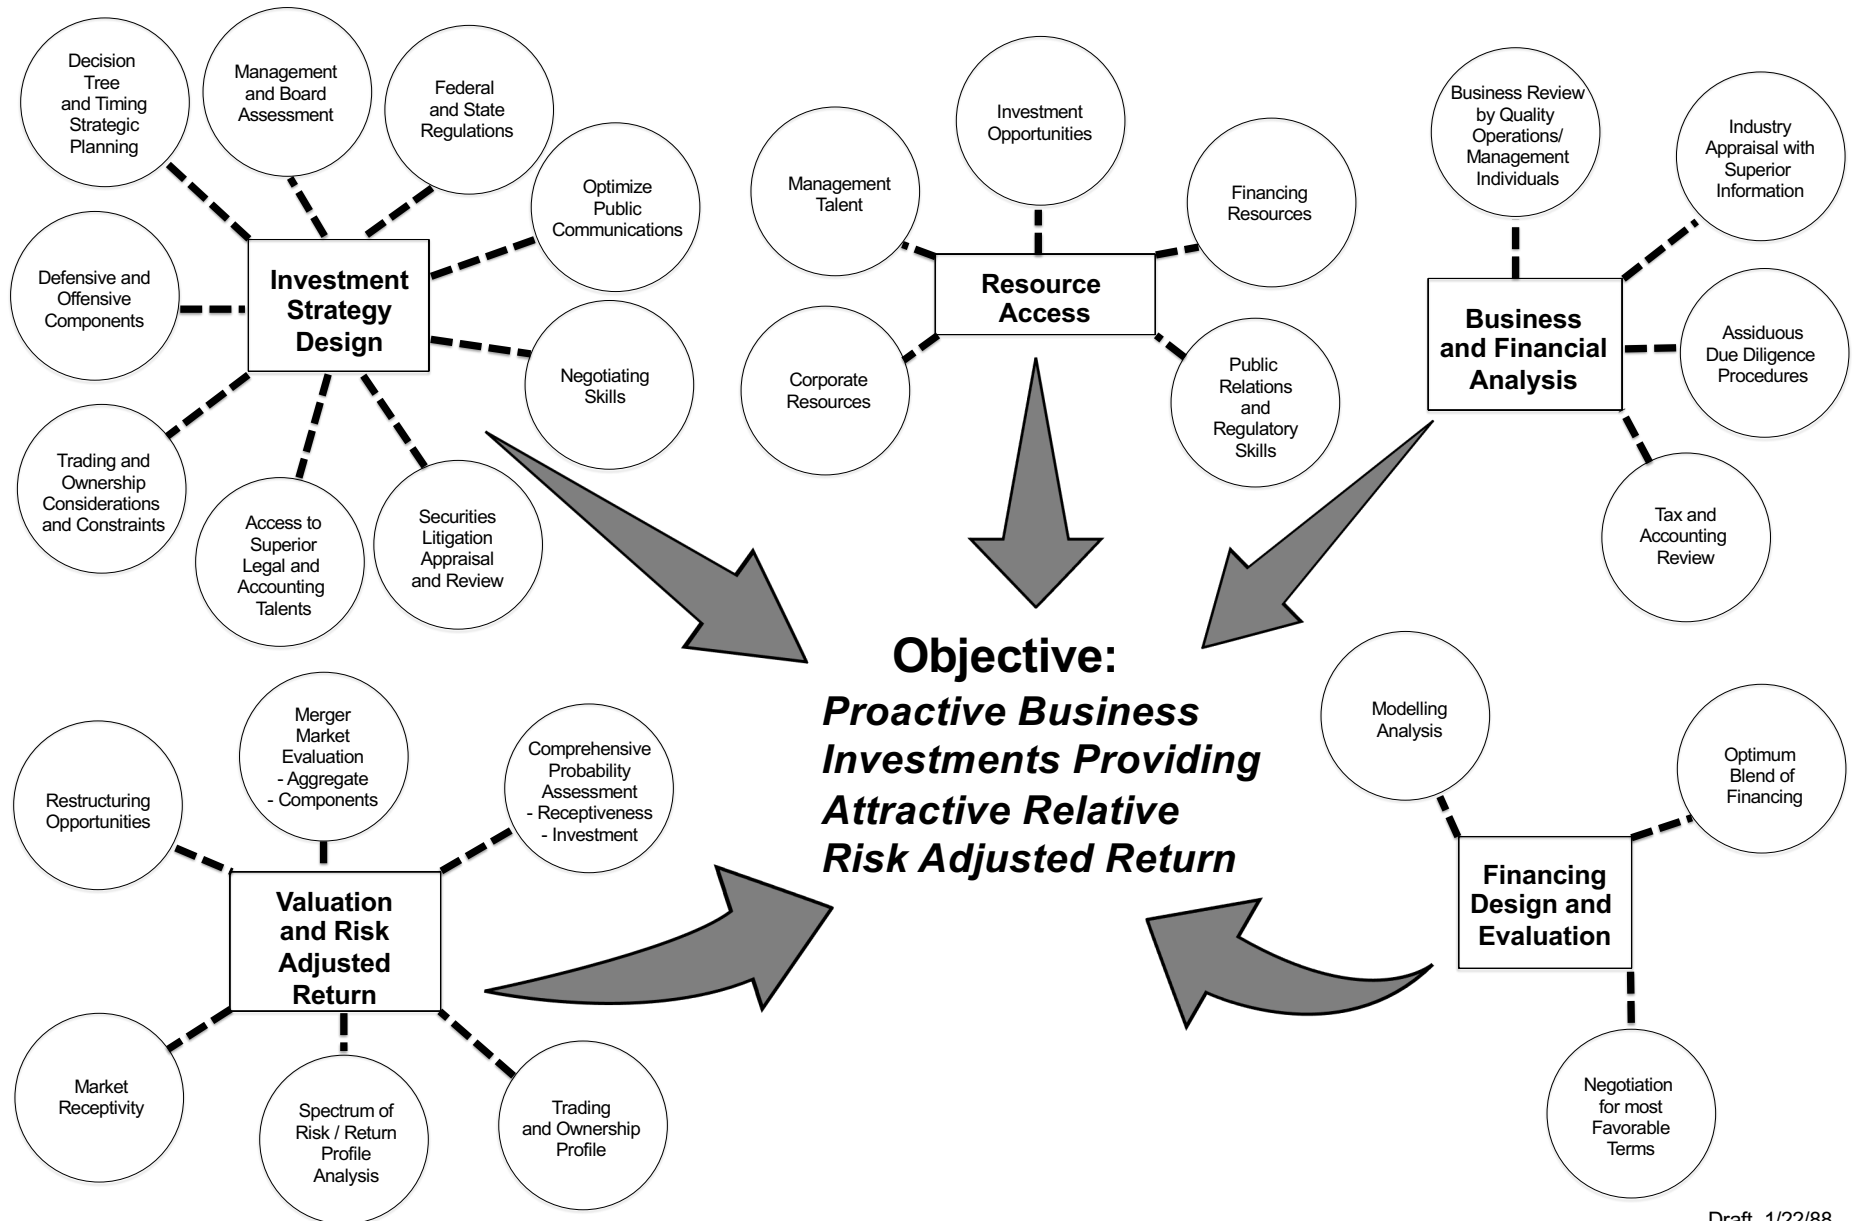 Decision
Tree
and Timing
Strategic
Planning
Management
and Board
Assessment
Federal
and State
Regulations
Optimize
Public
Communications
Defensive and
Offensive
Components
Investment
Strategy
Design
Negotiating
Skills
Trading and
Ownership
Considerations
and Constraints
Access to
Superior
Legal and
Accounting
Talents
Securities
Litigation
Appraisal
and Review
Investment
Opportunities
Management
Talent
Financing
Resources
Resource
Access
Corporate
Resources
Public
Relations
and
Regulatory
Skills
Business Review
by Quality
Operations/
Management
Individuals
Industry
Appraisal with
Superior
Information
Business
and Financial
Analysis
Assiduous
Due Diligence
Procedures
Tax and
Accounting
Review
Objective:
Proactive Business
Investments Providing
Attractive Relative
Risk Adjusted Return
Restructuring
Opportunities
Merger
Market
Evaluation
- Aggregate
- Components
Comprehensive
Probability
Assessment
- Receptiveness
- Investment
Valuation
and Risk
Adjusted
Return
Market
Receptivity
Spectrum of
Risk / Return
Profile
Analysis
Trading
and Ownership
Profile
Modelling
Analysis
Optimum
Blend of
Financing
Financing
Design and
Evaluation
Negotiation
for most
Favorable
Terms
Draft 1/22/88